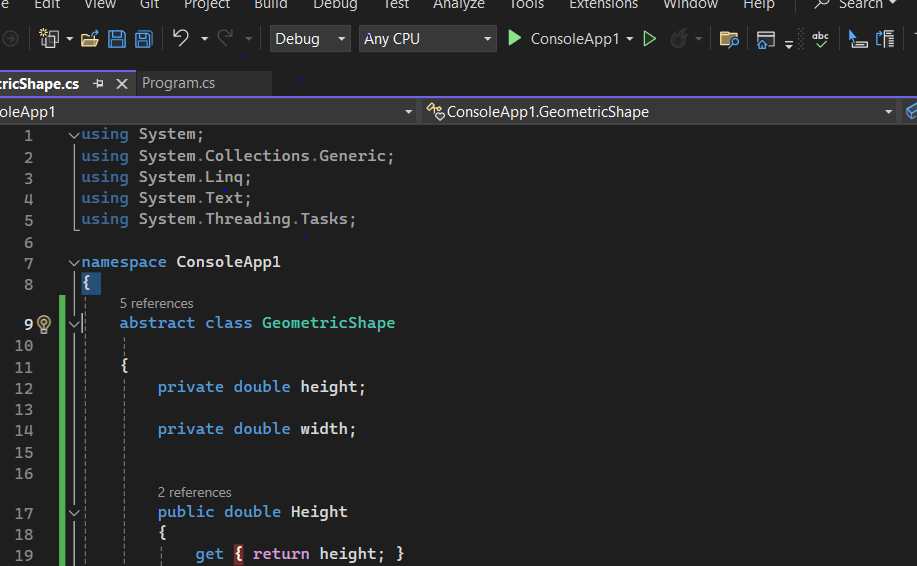 Edit View Git Project Build Debug Test Analyze Tools Extensions Window Help Search
Debug Any CPU ConsoleApp1
ricShape.cs Program.cs
oleApp1 ConsoleApp1.GeometricShape
1 using System;
2 using System.Collections.Generic;
3 using System.Linq;
4 using System.Text;
5 using System.Threading.Tasks;
6
7 namespace ConsoleApp1
8 {
5 references
9 abstract class GeometricShape
10
11 {
12 private double height;
13
14 private double width;
15
16
2 references
17 public double Height
18 {
19 get { return height; }